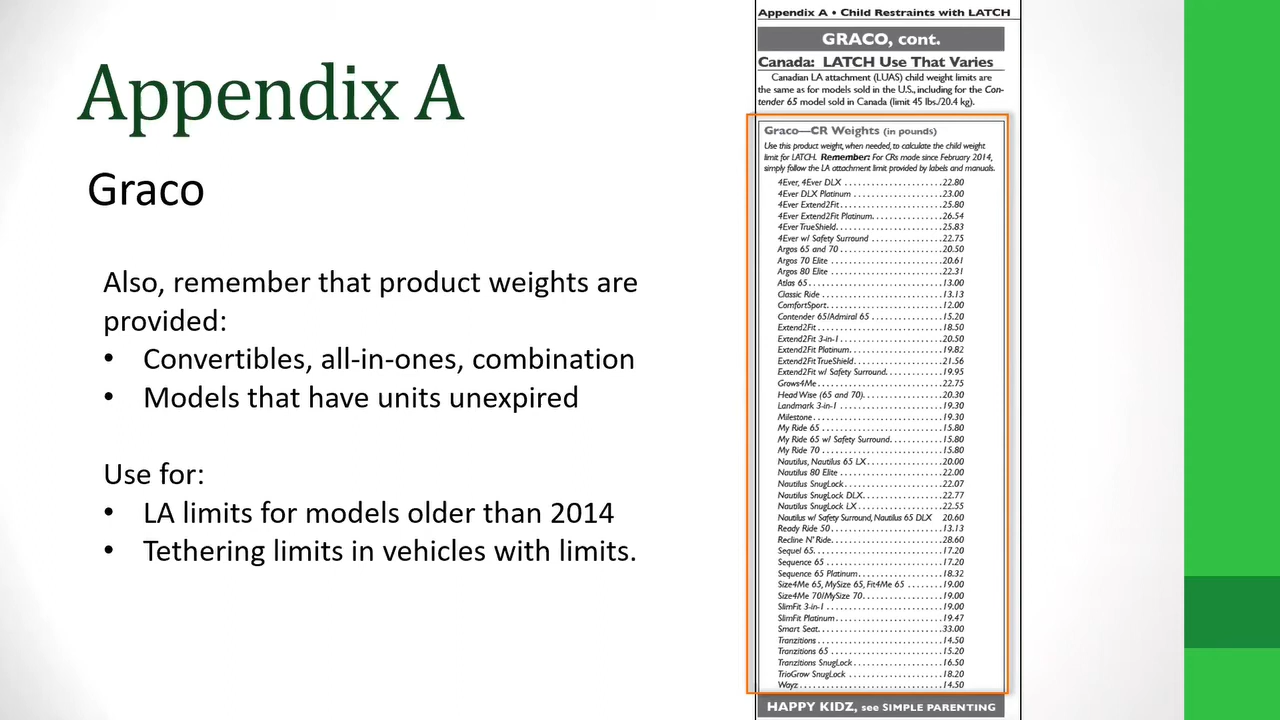 Appendix A
Graco
Also, remember that product weights are
provided:
• Convertibles, all-in-ones, combination
• Models that have units unexpired
Use for:
• LA limits for models older than 2014
• Tethering limits in vehicles with limits.
Appendix A • Child Restraints with LATCH
GRACO, cont.
Canada: LATCH Use That Varies
Canadian LA attachment (LUAS) child weight limits are
the same as for models sold in the U.S., including for the Con-
tender 65 model sold in Canada (limit 45 lbs./20.4 kg).
Graco—CR Weights (in pounds)
Use this product weight, when needed, to calculate the child weight
limit for LATCH. Remember: For CRs made since February 2014,
simply follow the LA attachment limit provided by labels and manuals.
4Ever, 4Ever DLX . . . . . . . . . . . . . . . . . . . . .22.80
4Ever DLX Platinum . . . . . . . . . . . . . . . . . . .23.00
4Ever Extend2Fit . . . . . . . . . . . . . . . . . . . . . .25.80
4Ever Extend2Fit Platinum. . . . . . . . . . . . . . .26.54
4Ever TrueShield. . . . . . . . . . . . . . . . . . . . . . .25.83
4Ever w/ Safety Surround . . . . . . . . . . . . . . .22.75
Argos 65 and 70 . . . . . . . . . . . . . . . . . . . . . .20.50
Argos 70 Elite . . . . . . . . . . . . . . . . . . . . . . . .20.61
Argos 80 Elite . . . . . . . . . . . . . . . . . . . . . . . .22.31
Atlas 65 . . . . . . . . . . . . . . . . . . . . . . . . . . . .13.00
Classic Ride . . . . . . . . . . . . . . . . . . . . . . . . .13.13
ComfortSport. . . . . . . . . . . . . . . . . . . . . . . . .12.00
Contender 65/Admiral 65 . . . . . . . . . . . . . . .15.20
Extend2Fit . . . . . . . . . . . . . . . . . . . . . . . . . .18.50
Extend2Fit 3-in-1 . . . . . . . . . . . . . . . . . . . . .20.50
Extend2Fit Platinum. . . . . . . . . . . . . . . . . . . .19.82
Extend2Fit TrueShield. . . . . . . . . . . . . . . . . . .21.56
Extend2Fit w/ Safety Surround. . . . . . . . . . . . .19.95
Grows4Me . . . . . . . . . . . . . . . . . . . . . . . . . .22.75
HeadWise (65 and 70). . . . . . . . . . . . . . . . . .20.30
Landmark 3-in-1 . . . . . . . . . . . . . . . . . . . . . .19.30
Milestone . . . . . . . . . . . . . . . . . . . . . . . . . . .19.30
My Ride 65 . . . . . . . . . . . . . . . . . . . . . . . . . .15.80
My Ride 65 w/ Safety Surround. . . . . . . . . . . .15.80
My Ride 70 . . . . . . . . . . . . . . . . . . . . . . . . . .15.80
Nautilus, Nautilus 65 LX . . . . . . . . . . . . . . . .20.00
Nautilus 80 Elite . . . . . . . . . . . . . . . . . . . . . .22.00
Nautilus SnugLock . . . . . . . . . . . . . . . . . . . . .22.07
Nautilus SnugLock DLX. . . . . . . . . . . . . . . . . .22.77
Nautilus SnugLock LX . . . . . . . . . . . . . . . . . .22.55
Nautilus w/ Safety Surround, Nautilus 65 DLX 20.60
Ready Ride 50 . . . . . . . . . . . . . . . . . . . . . . . .13.13
Recline N' Ride. . . . . . . . . . . . . . . . . . . . . . . .28.60
Sequel 65. . . . . . . . . . . . . . . . . . . . . . . . . . . .17.20
Sequence 65 . . . . . . . . . . . . . . . . . . . . . . . . .17.20
Sequence 65 Platinum . . . . . . . . . . . . . . . . . .18.32
Size4Me 65, MySize 65, Fit4Me 65 . . . . . . . .19.00
Size4Me 70/MySize 70. . . . . . . . . . . . . . . . . .19.00
SlimFit 3-in-1 . . . . . . . . . . . . . . . . . . . . . . . .19.00
SlimFit Platinum . . . . . . . . . . . . . . . . . . . . . .19.47
Smart Seat. . . . . . . . . . . . . . . . . . . . . . . . . . .33.00
Tranzitions . . . . . . . . . . . . . . . . . . . . . . . . . .14.50
Tranzitions 65 . . . . . . . . . . . . . . . . . . . . . . . .15.20
Tranzitions SnugLock . . . . . . . . . . . . . . . . . . .16.50
TrioGrow SnugLock . . . . . . . . . . . . . . . . . . . .18.20
Wayz . . . . . . . . . . . . . . . . . . . . . . . . . . . . . .14.50
HAPPY KIDZ, see SIMPLE PARENTING